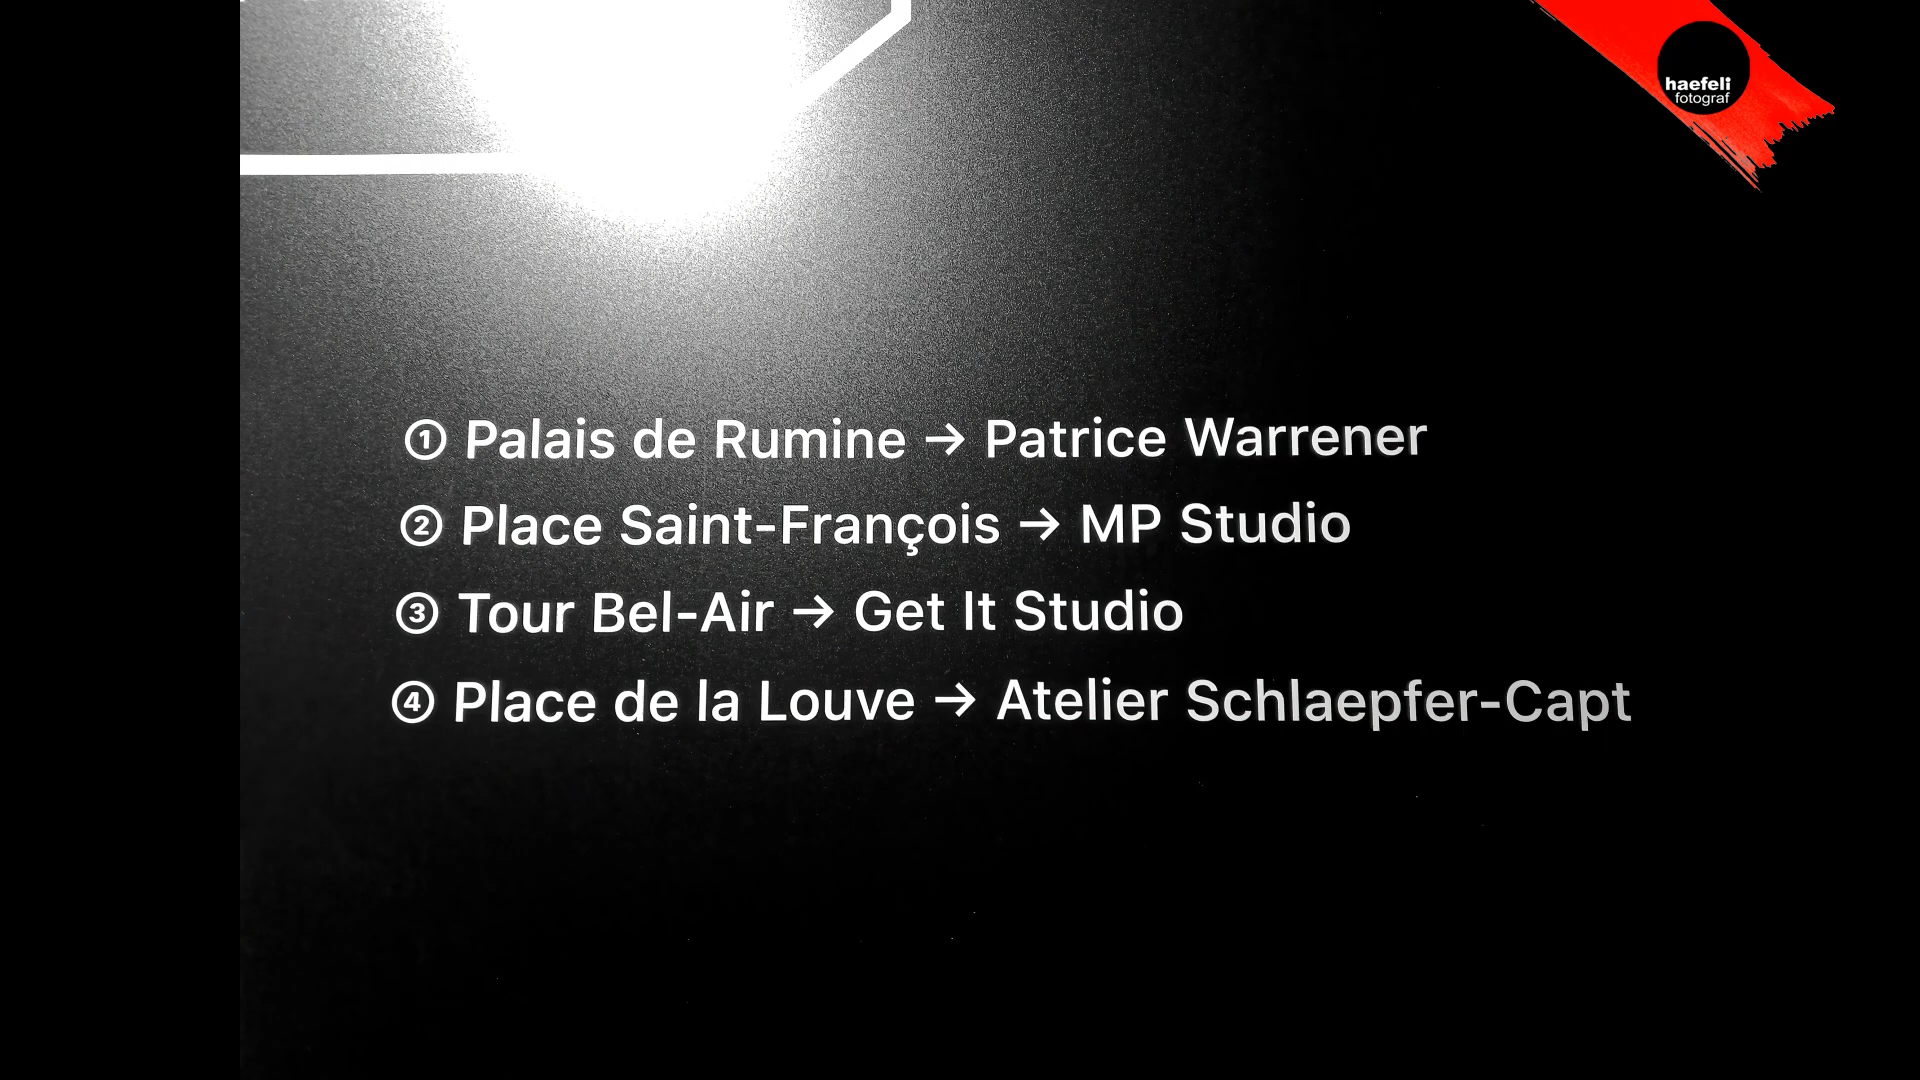 haefeli
fotograf
① Palais de Rumine → Patrice Warrener
② Place Saint-François → MP Studio
③ Tour Bel-Air → Get It Studio
④ Place de la Louve → Atelier Schlaepfer-Capt